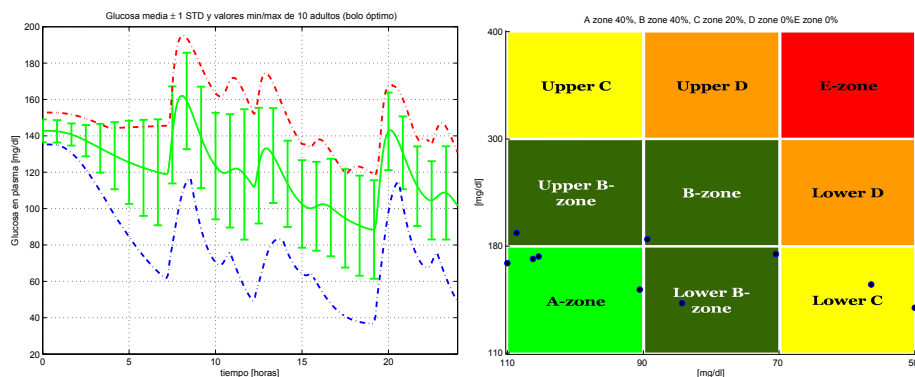 Glucosa media ± 1 STD y valores min/max de 10 adultos (bolo óptimo)
Glucosa en plasma [mg/dl]
200
180
160
140
120
100
80
60
40
20
0
5
10
15
20
tiempo [horas]
A zone 40%, B zone 40%, C zone 20%, D zone 0%E zone 0%
[mg/dl]
400
300
180
110
Upper C
Upper D
E-zone
Upper B-
zone
B-zone
Lower D
A-zone
Lower B-
zone
Lower C
110
90
70
50
[mg/dl]